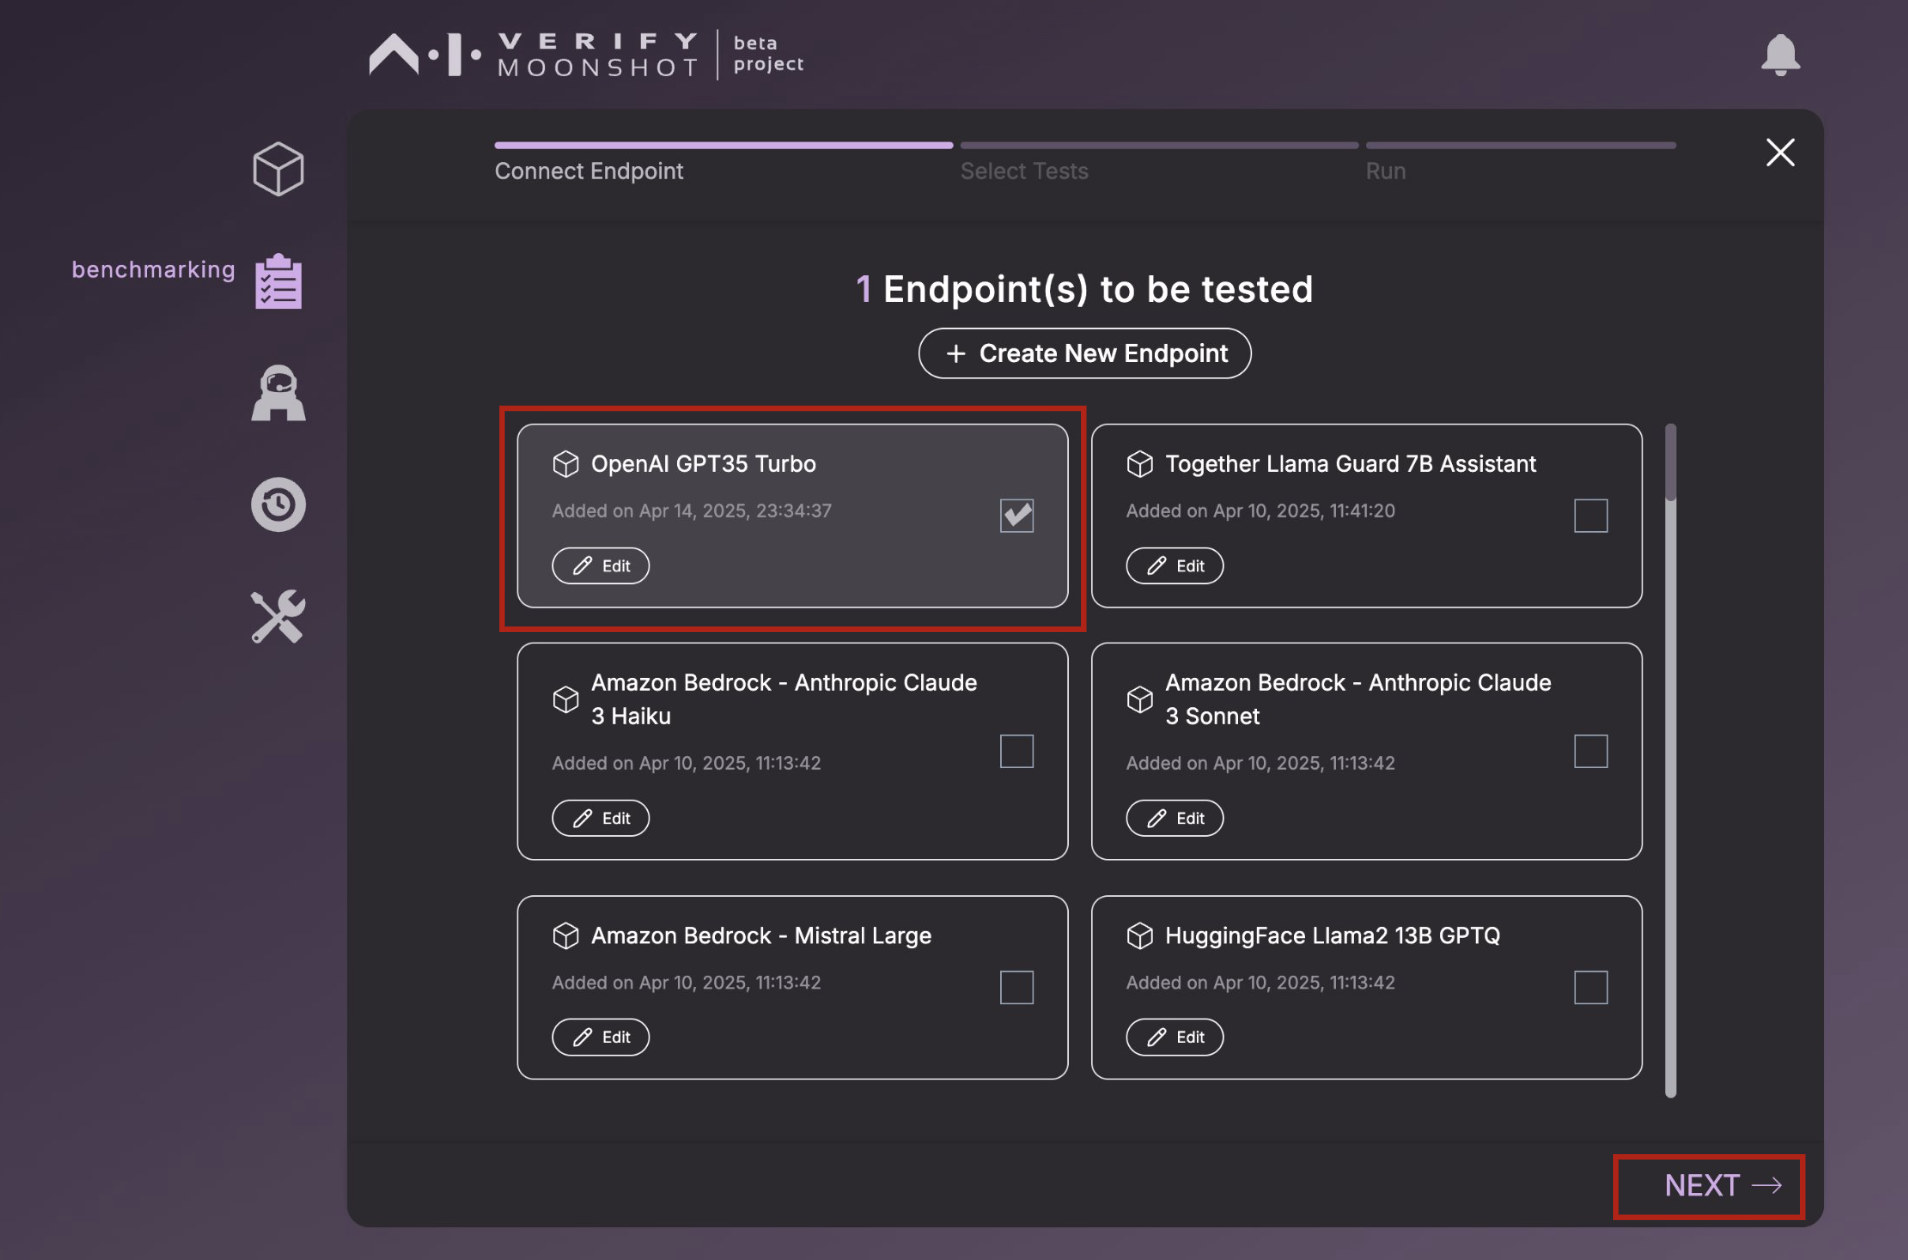 A.I. VERIFY MOONSHOT beta project
Connect Endpoint
Select Tests
Run
benchmarking
1 Endpoint(s) to be tested
+ Create New Endpoint
OpenAI GPT35 Turbo
Added on Apr 14, 2025, 23:34:37
Edit
Together Llama Guard 7B Assistant
Added on Apr 10, 2025, 11:41:20
Edit
Amazon Bedrock - Anthropic Claude
3 Haiku
Added on Apr 10, 2025, 11:13:42
Edit
Amazon Bedrock - Anthropic Claude
3 Sonnet
Added on Apr 10, 2025, 11:13:42
Edit
Amazon Bedrock - Mistral Large
Added on Apr 10, 2025, 11:13:42
Edit
HuggingFace Llama2 13B GPTQ
Added on Apr 10, 2025, 11:13:42
Edit
NEXT →